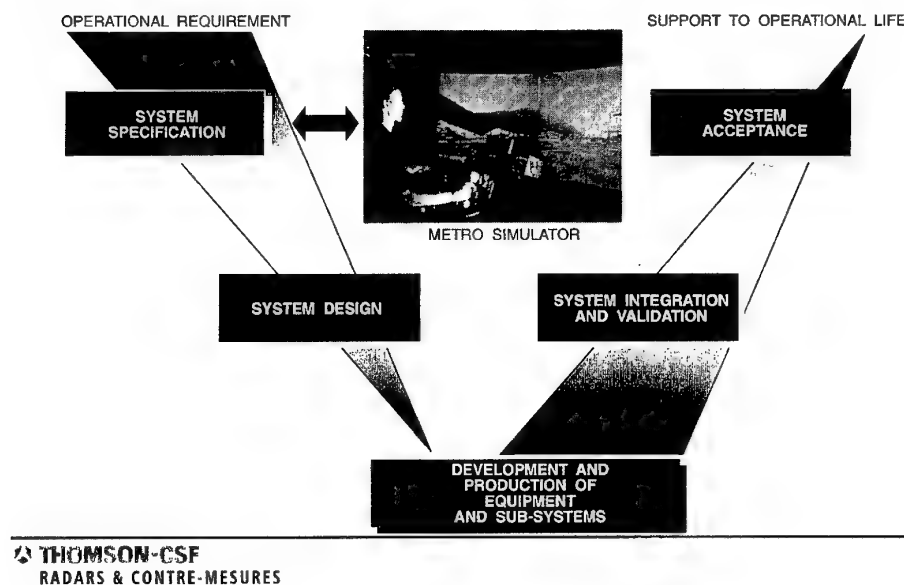 OPERATIONAL REQUIREMENT
SUPPORT TO OPERATIONAL LIFE
SYSTEM
SPECIFICATION
SYSTEM
ACCEPTANCE
METRO SIMULATOR
SYSTEM DESIGN
SYSTEM INTEGRATION
AND VALIDATION
DEVELOPMENT AND
PRODUCTION OF
EQUIPMENT
AND SUB-SYSTEMS
THOMSON-CSF
RADARS & CONTRE-MESURES